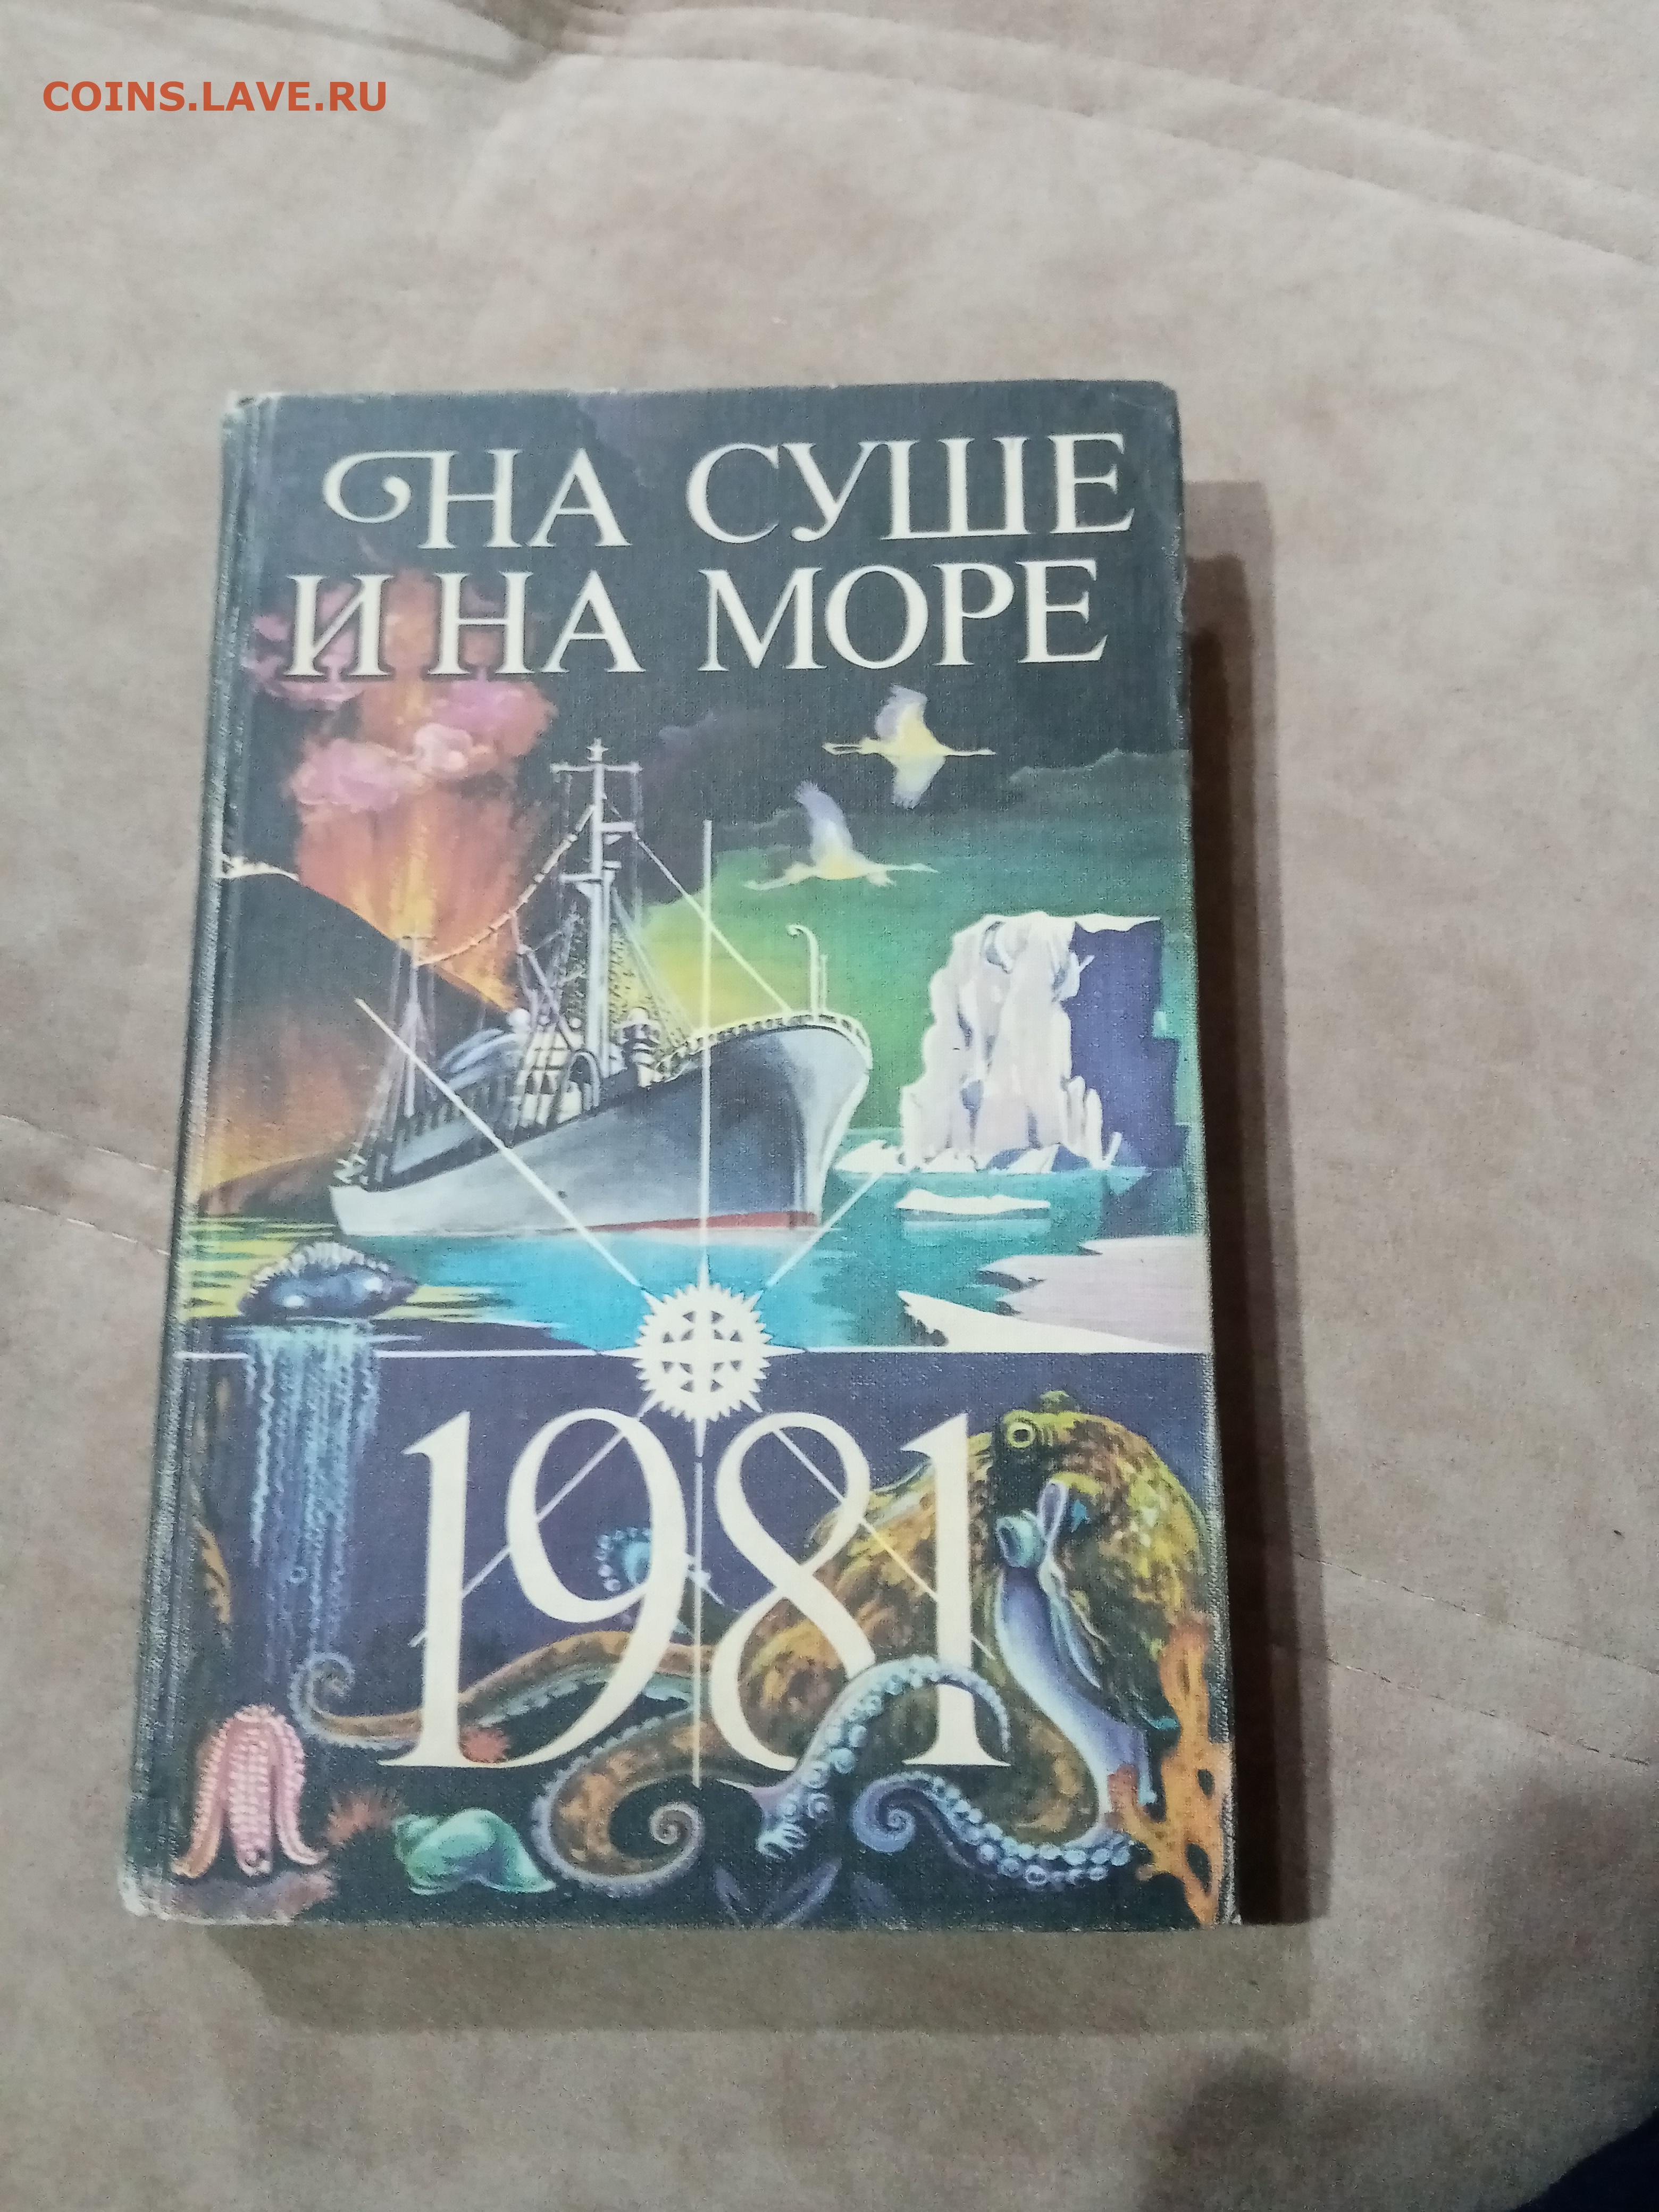 COINS.LAVE.RU
НА СУШЕ
И НА МОРЕ
1981